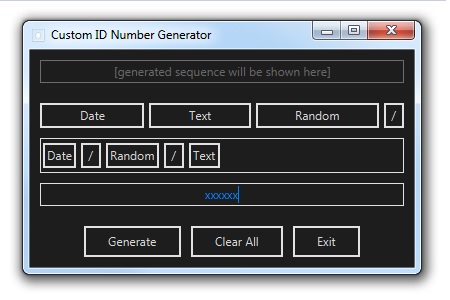 Custom ID Number Generator
[generated sequence will be shown here]
Date Text Random /
Date / Random / Text
xxxxxx
Generate Clear All Exit